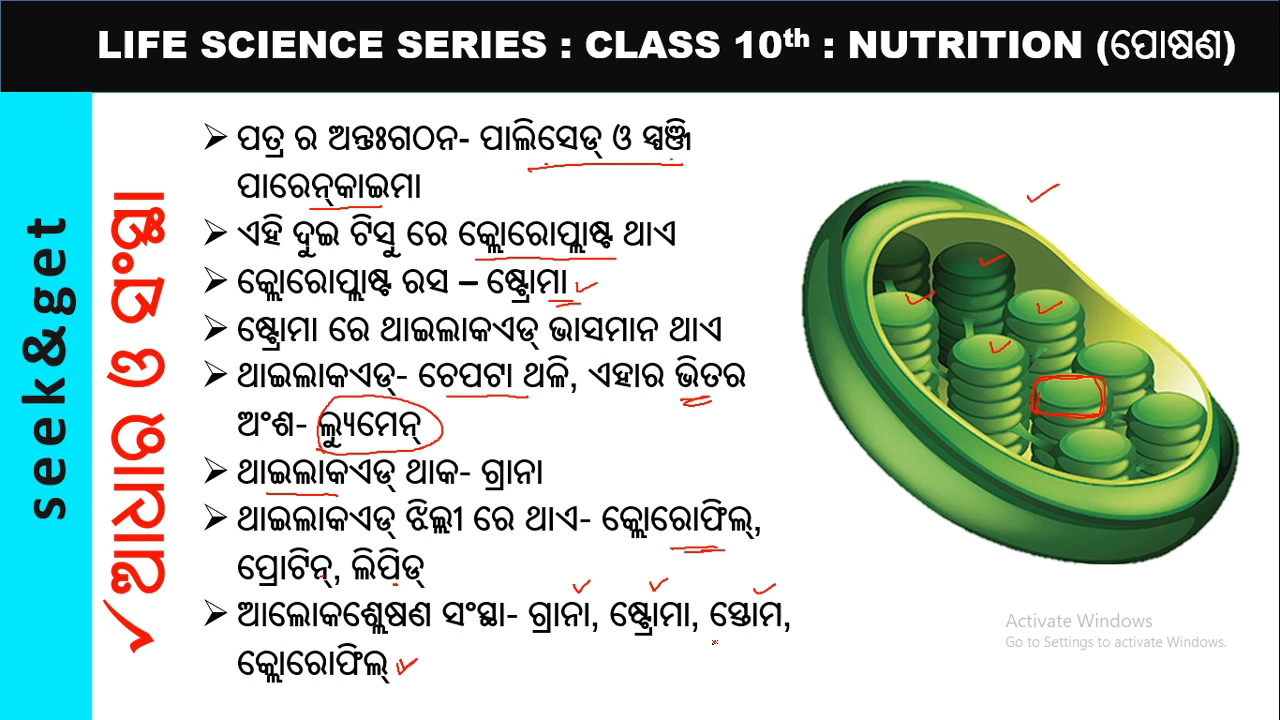 LIFE SCIENCE SERIES : CLASS 10th : NUTRITION (ପୋଷଣ)
seek&get
ଆଧାର ଓ ସଂସ୍ଥା
➢ ପତ୍ର ର ଅନ୍ତଃଗଠନ- ପାଲିସେଡ୍ ଓ ସ୍ପଞ୍ଜି
ପାରେନ୍କାଇମା
➢ ଏହି ଦୁଇ ଟିସୁ ରେ କ୍ଲୋରୋପ୍ଲାଷ୍ଟ ଥାଏ
➢ କ୍ଲୋରୋପ୍ଲାଷ୍ଟ ରସ – ଷ୍ଟ୍ରୋମା
➢ ଷ୍ଟ୍ରୋମା ରେ ଥାଇଲାକଏଡ୍ ଭାସମାନ ଥାଏ
➢ ଥାଇଲାକଏଡ୍- ଚେପଟା ଥଳି, ଏହାର ଭିତର
ଅଂଶ- ଲ୍ୟୁମେନ୍
➢ ଥାଇଲାକଏଡ୍ ଥାକ- ଗ୍ରାନା
➢ ଥାଇଲାକଏଡ୍ ଝିଲ୍ଲୀ ରେ ଥାଏ- କ୍ଲୋରୋଫିଲ୍,
ପ୍ରୋଟିନ୍, ଲିପିଡ୍
➢ ଆଲୋକଶ୍ଳେଷଣ ସଂସ୍ଥା- ଗ୍ରାନା, ଷ୍ଟ୍ରୋମା, ସ୍ତୋମ,
କ୍ଲୋରୋଫିଲ୍
Activate Windows
Go to Settings to activate Windows.